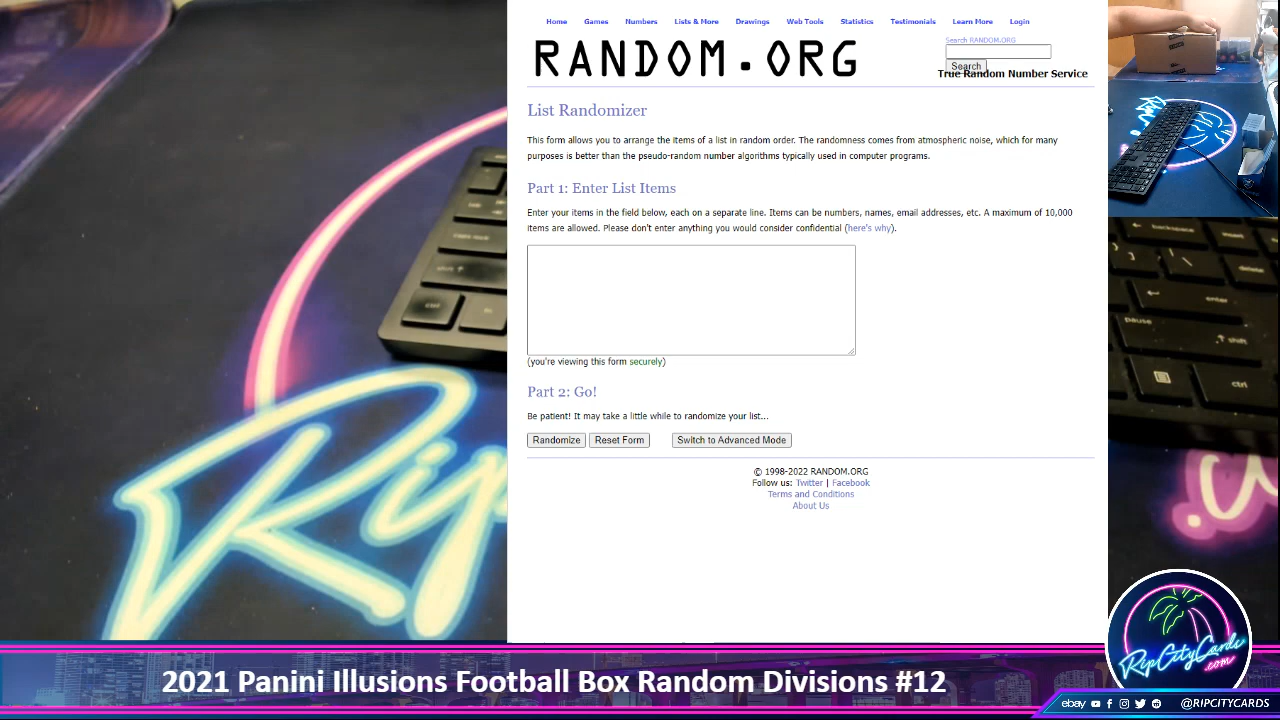 Home Games Numbers Lists & More Drawings Web Tools Statistics Testimonials Learn More Login
RANDOM.ORG
Search RANDOM.ORG
Search
True Random Number Service
List Randomizer
This form allows you to arrange the items of a list in random order. The randomness comes from atmospheric noise, which for many
purposes is better than the pseudo-random number algorithms typically used in computer programs.
Part 1: Enter List Items
Enter your items in the field below, each on a separate line. Items can be numbers, names, email addresses, etc. A maximum of 10,000
items are allowed. Please don't enter anything you would consider confidential (here's why).
(you're viewing this form securely)
Part 2: Go!
Be patient! It may take a little while to randomize your list...
Randomize Reset Form Switch to Advanced Mode
© 1998-2022 RANDOM.ORG
Follow us: Twitter | Facebook
Terms and Conditions
About Us
enter
ctrl
Rip
2021 Panini Illusions Football Box Random Divisions #12
RipCityCards
.com
ebay @RIPCITYCARDS